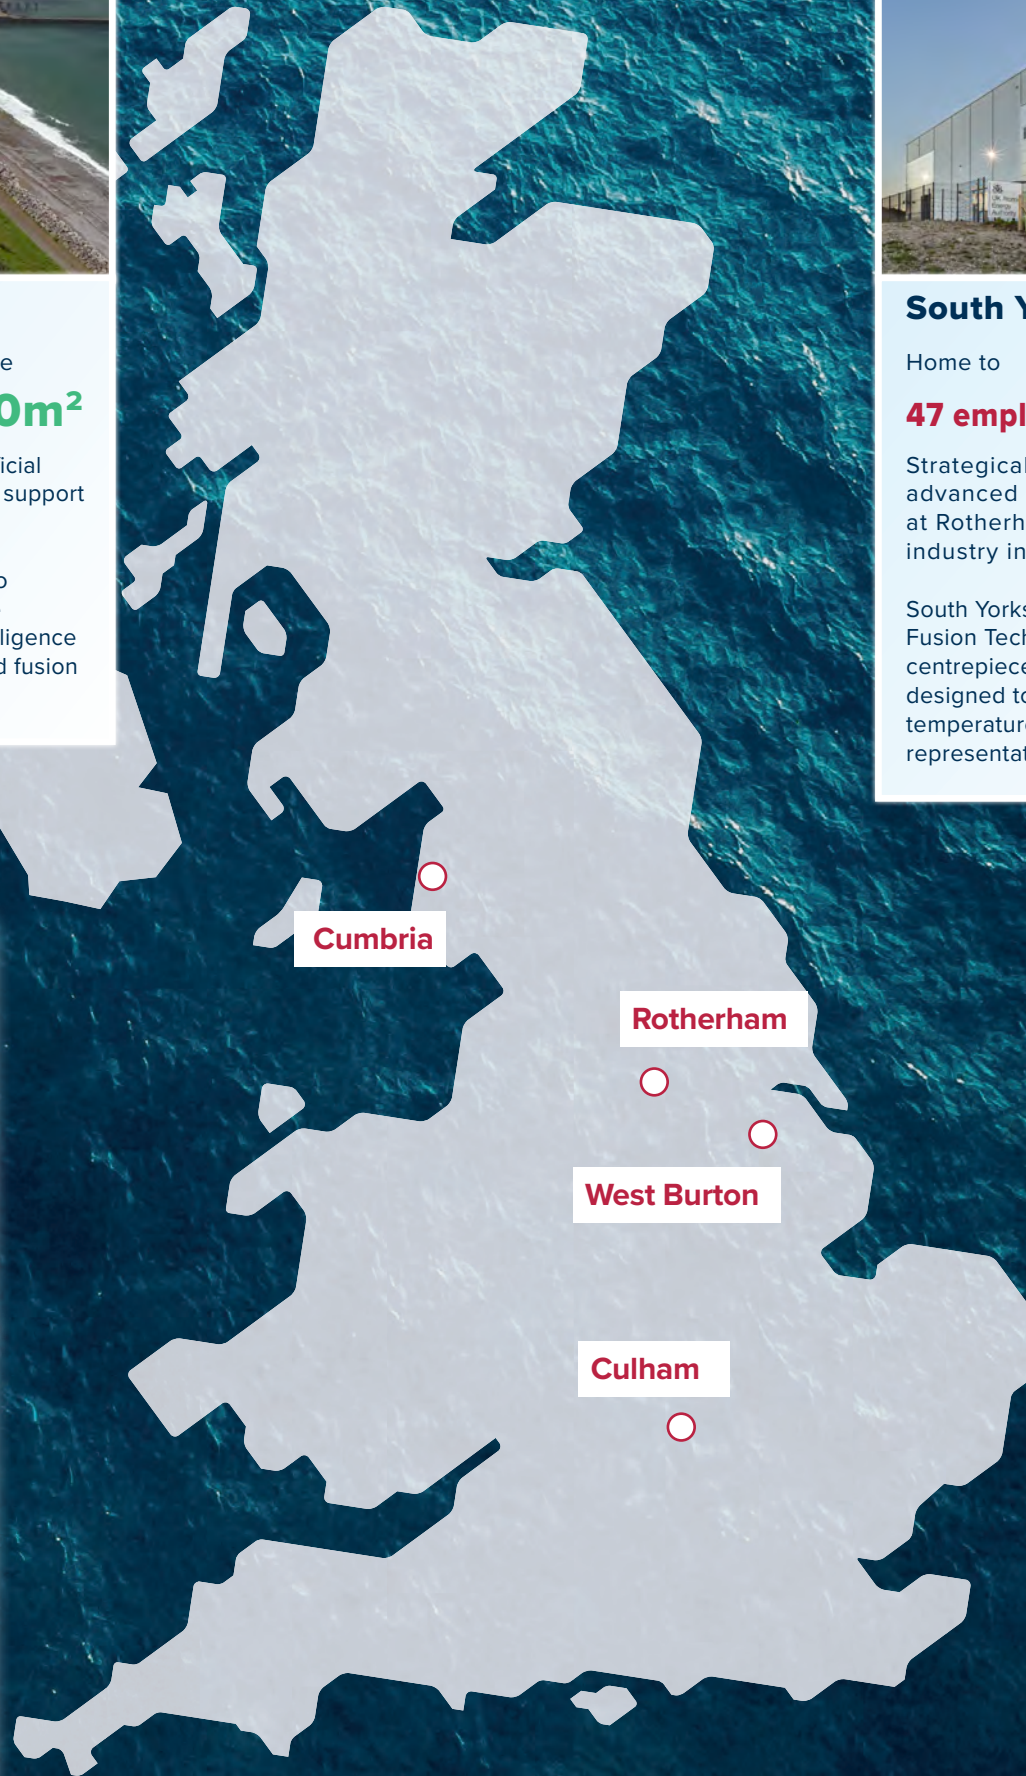 e
0m²
icial
support
o
ligence
d fusion
South Y
Home to
47 empl
Strategical
advanced
at Rotherh
industry in
South Yorks
Fusion Tech
centrepiece
designed to
temperature
representat
Cumbria
Rotherham
West Burton
Culham